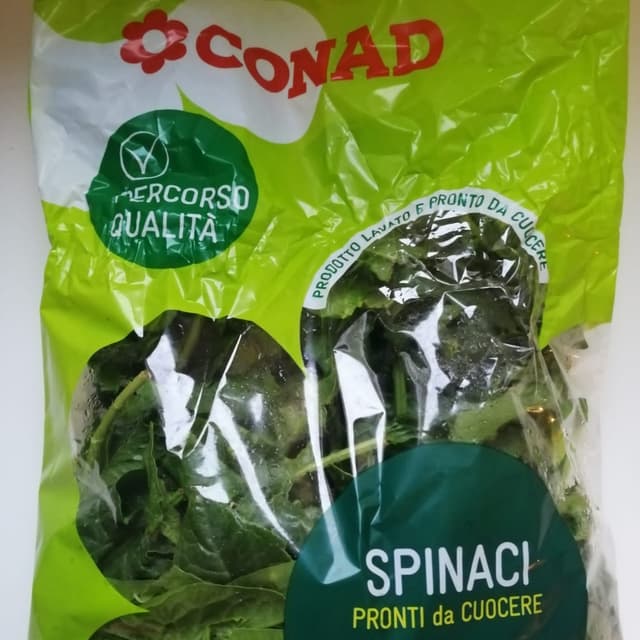 CONAD
PERCORSO
QUALITÀ
PRODOTTO LAVATO E PRONTO DA CUOCERE
SPINACI
PRONTI da CUOCERE